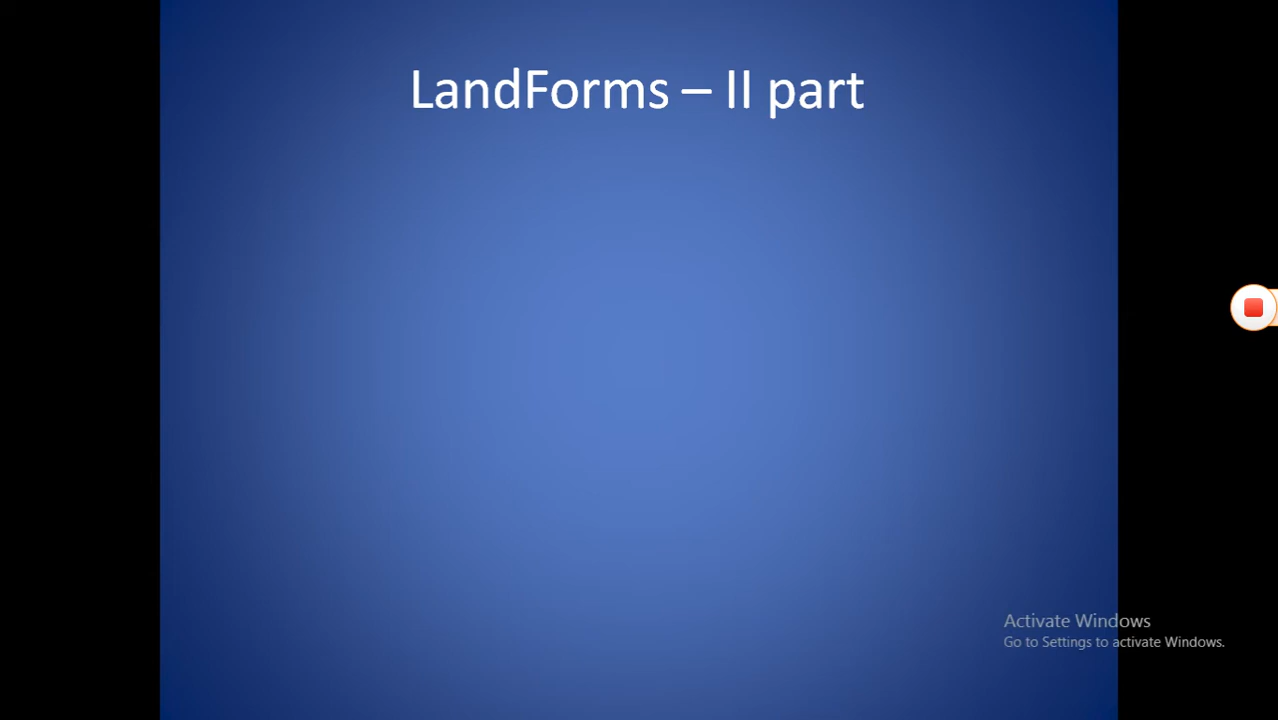 LandForms – II part
Activate Windows
Go to Settings to activate Windows.